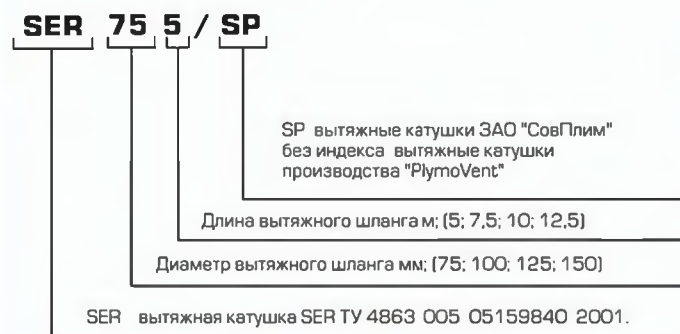 SER 75 5 / SP
SP вытяжные катушки ЗАО "СовПлим"
без индекса вытяжные катушки
производства "PlymoVent"
Длина вытяжного шланга м; (5; 7,5; 10; 12,5)
Диаметр вытяжного шланга мм; (75; 100; 125; 150)
SER вытяжная катушка SER ТУ 4863 005 05159840 2001.